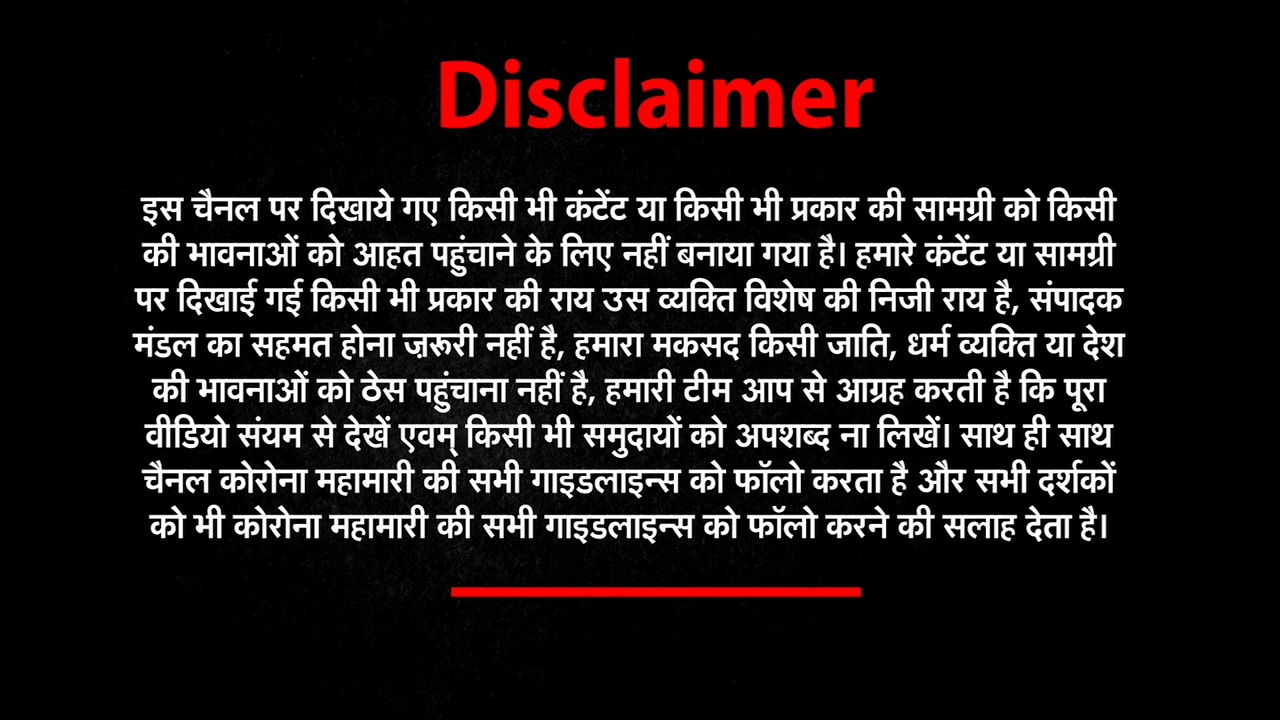 Disclaimer
इस चैनल पर दिखाये गए किसी भी कंटेंट या किसी भी प्रकार की सामग्री को किसी
की भावनाओं को आहत पहुंचाने के लिए नहीं बनाया गया है। हमारे कंटेंट या सामग्री
पर दिखाई गई किसी भी प्रकार की राय उस व्यक्ति विशेष की निजी राय है, संपादक
मंडल का सहमत होना ज़रूरी नहीं है, हमारा मकसद किसी जाति, धर्म व्यक्ति या देश
की भावनाओं को ठेस पहुंचाना नहीं है, हमारी टीम आप से आग्रह करती है कि पूरा
वीडियो संयम से देखें एवम् किसी भी समुदायों को अपशब्द ना लिखें। साथ ही साथ
चैनल कोरोना महामारी की सभी गाइडलाइन्स को फॉलो करता है और सभी दर्शकों
को भी कोरोना महामारी की सभी गाइडलाइन्स को फॉलो करने की सलाह देता है।